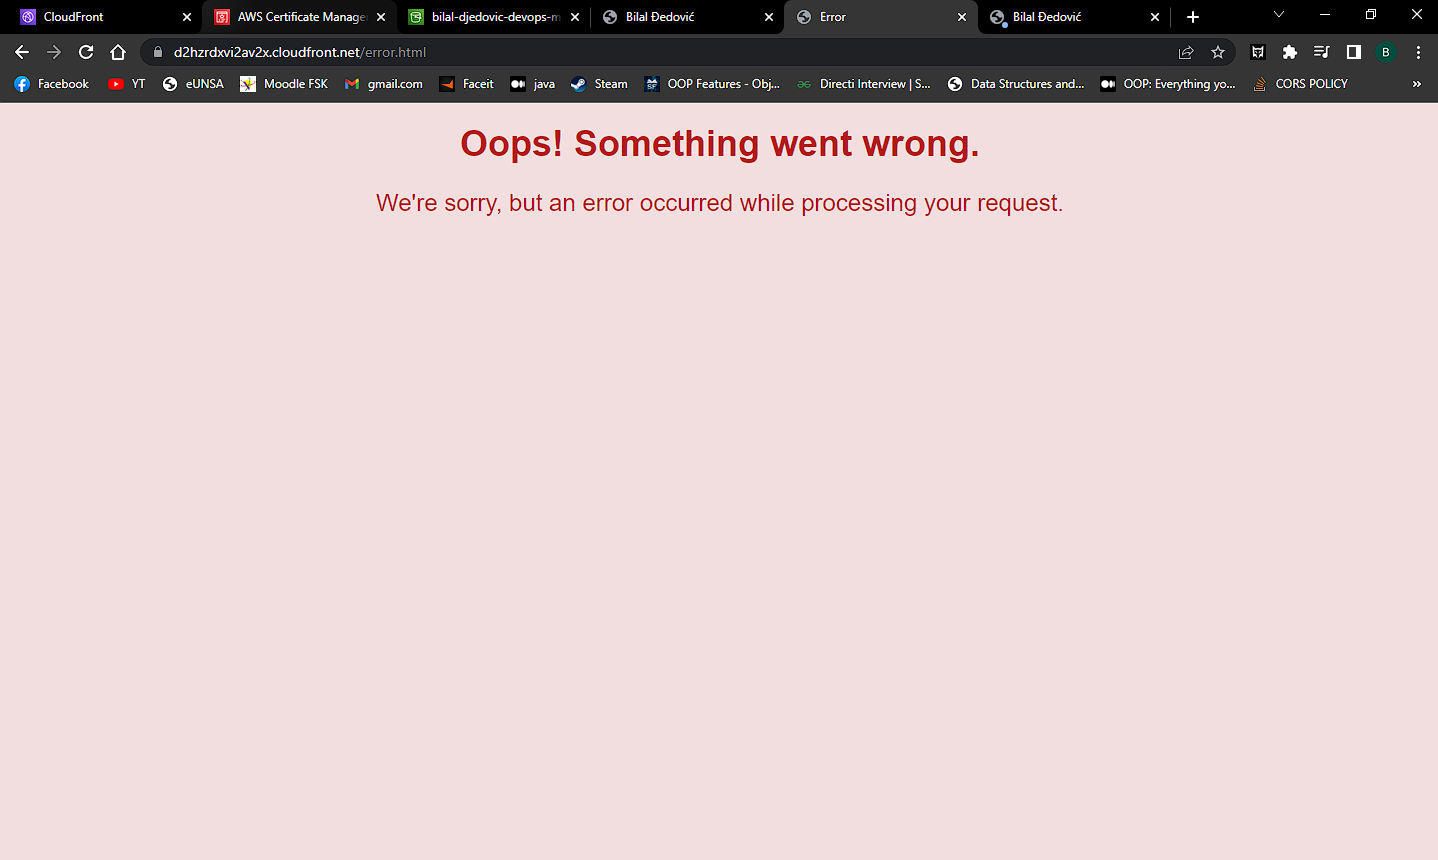 CloudFront
AWS Certificate Manage
bilal-djedovic-devops-m
Bilal Đedović
Error
Bilal Đedović
d2hzrdxvi2av2x.cloudfront.net/error.html
B
Facebook
YT
eUNSA
Moodle FSK
gmail.com
Faceit
java
Steam
OOP Features - Obj...
Directi Interview | S...
Data Structures and...
OOP: Everything yo...
CORS POLICY
Oops! Something went wrong.
We're sorry, but an error occurred while processing your request.